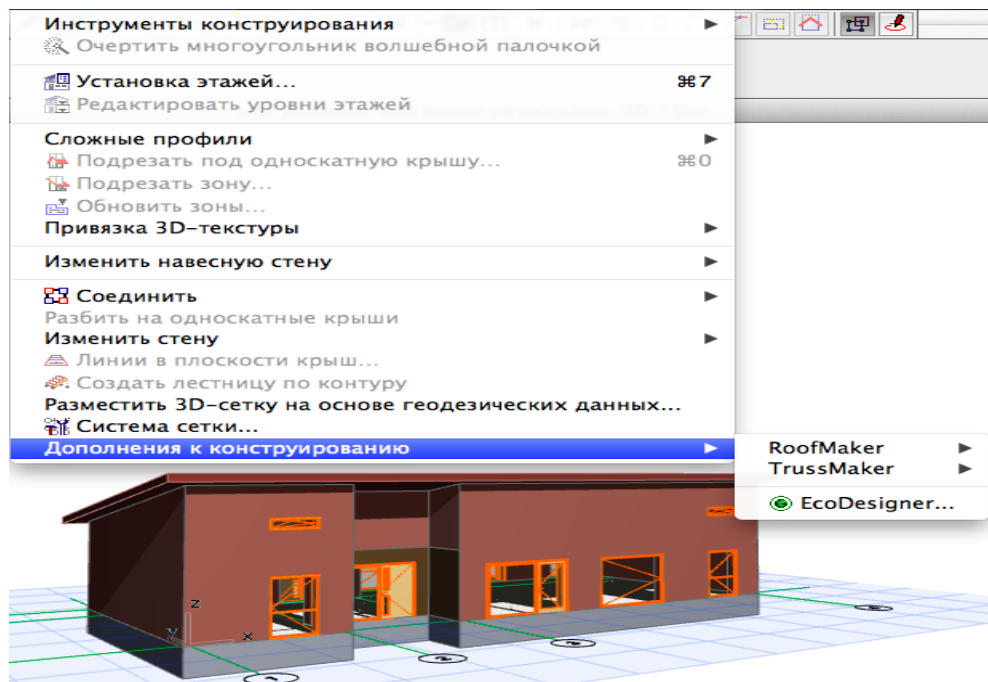 Инструменты конструирования
Очертить многоугольник волшебной палочкой
Установка этажей... ⌘7
Редактировать уровни этажей
Сложные профили
Подрезать под односкатную крышу... ⌘0
Подрезать зону...
Обновить зоны...
Привязка 3D-текстуры
Изменить навесную стену
Соединить
Разбить на односкатные крыши
Изменить стену
Линии в плоскости крыш...
Создать лестницу по контуру
Разместить 3D-сетку на основе геодезических данных...
Система сетки...
Дополнения к конструированию
RoofMaker
TrussMaker
EcoDesigner...
z
y
x